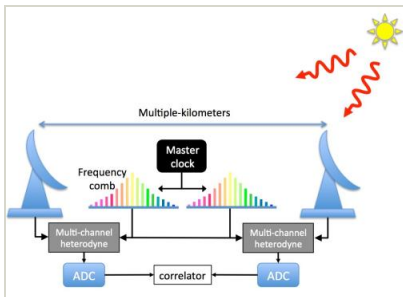 Multiple-kilometers
Master
clock
Frequency
comb
Multi-channel
heterodyne
Multi-channel
heterodyne
ADC
correlator
ADC